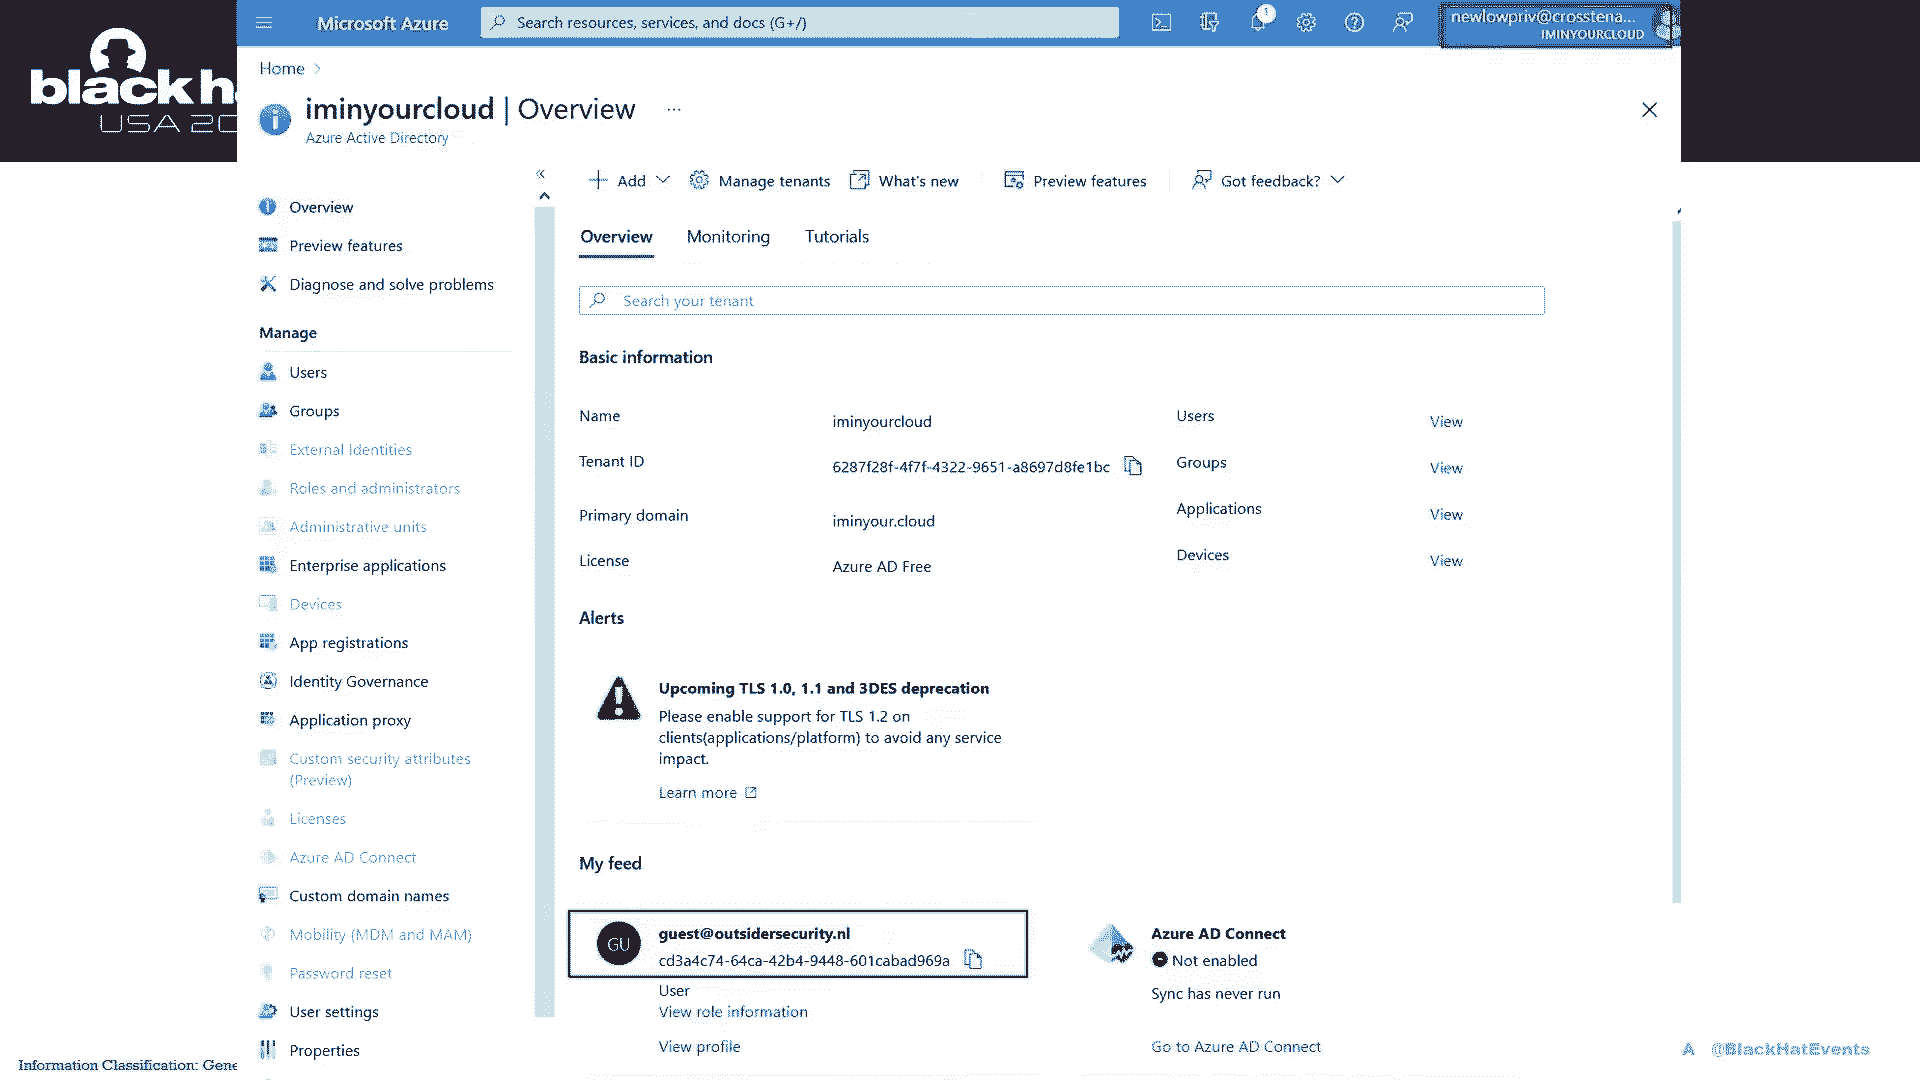 black h
USA 20
Microsoft Azure
Search resources, services, and docs (G+/)
1
newlowpriv@crosstena...
IMINYOURCLOUD
Home
iminyourcloud | Overview
...
Azure Active Directory
«
Add
Manage tenants
What's new
Preview features
Got feedback?
Overview
Preview features
Diagnose and solve problems
Manage
Users
Groups
External Identities
Roles and administrators
Administrative units
Enterprise applications
Devices
App registrations
Identity Governance
Application proxy
Custom security attributes
(Preview)
Licenses
Azure AD Connect
Custom domain names
Mobility (MDM and MAM)
Password reset
User settings
Properties
Overview
Monitoring
Tutorials
Search your tenant
Basic information
Name
iminyourcloud
Tenant ID
6287f28f-4f7f-4322-9651-a8697d8fe1bc
Primary domain
iminyour.cloud
License
Azure AD Free
Users
View
Groups
View
Applications
View
Devices
View
Alerts
Upcoming TLS 1.0, 1.1 and 3DES deprecation
Please enable support for TLS 1.2 on
clients(applications/platform) to avoid any service
impact.
Learn more
My feed
GU
guest@outsidersecurity.nl
cd3a4c74-64ca-42b4-9448-601cabad969a
User
View role information
View profile
Azure AD Connect
Not enabled
Sync has never run
Go to Azure AD Connect
Information Classification: Gene
A @BlackHatEvents